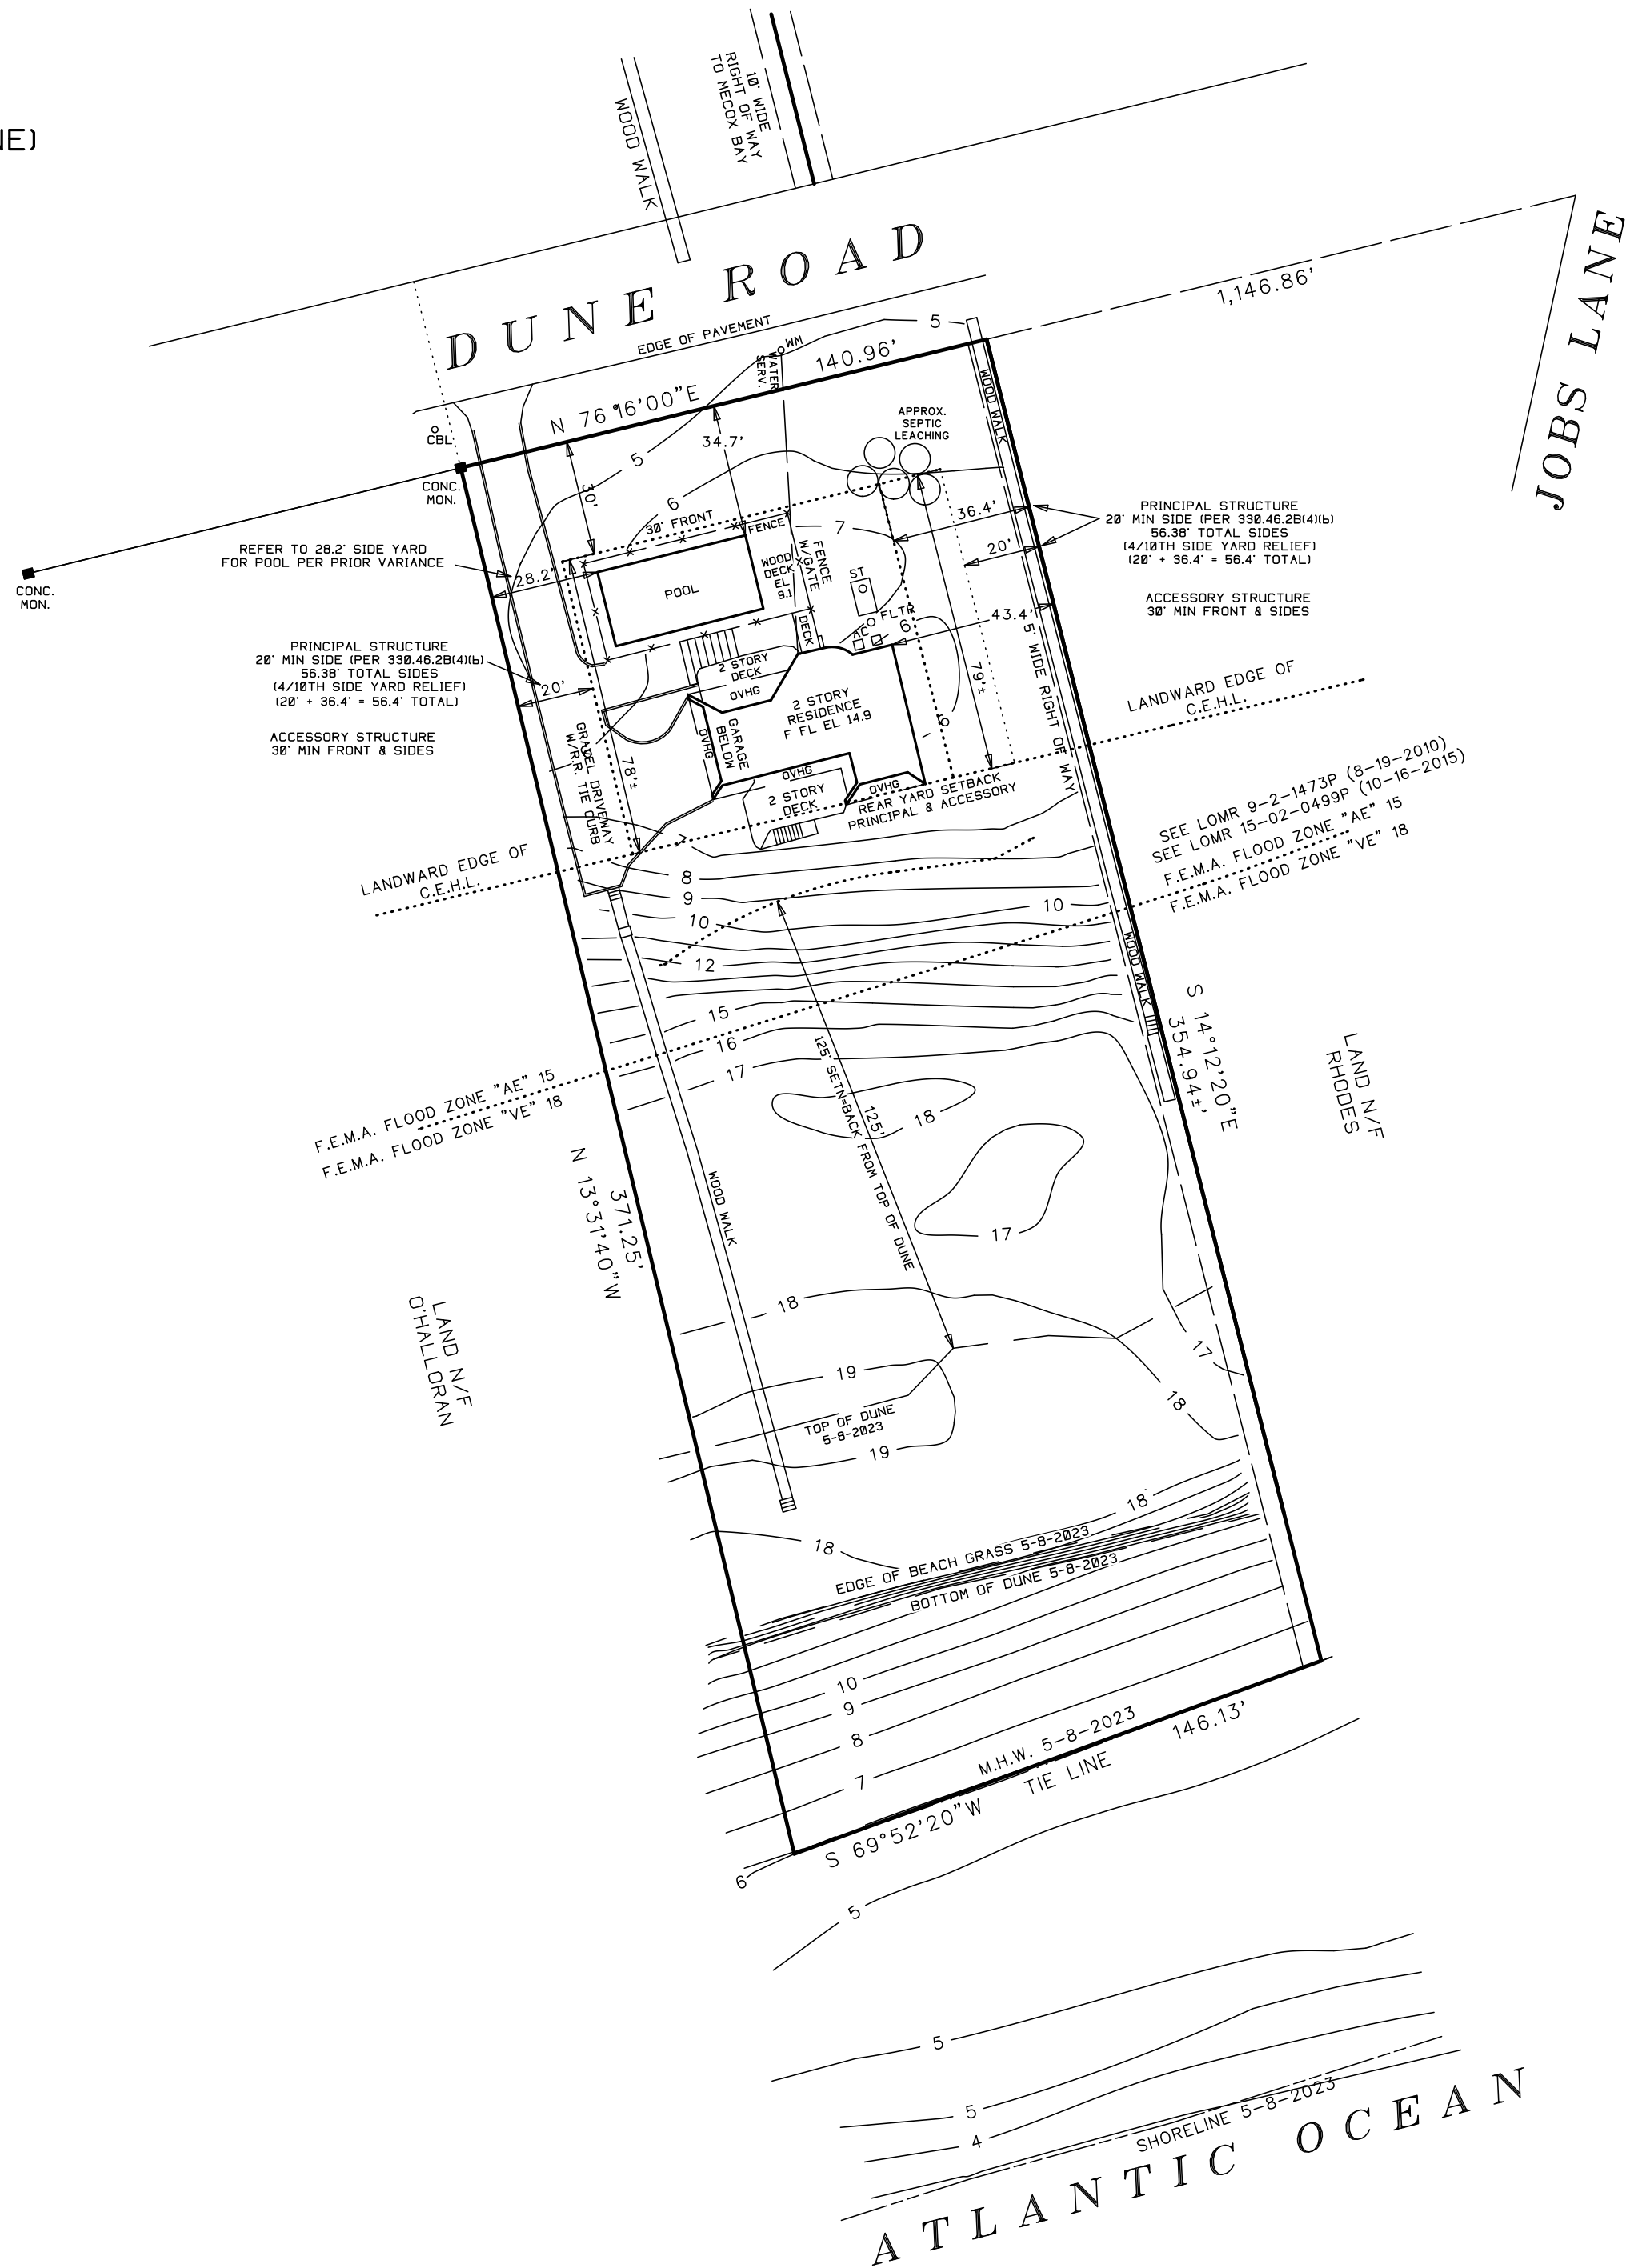 NE)
WOOD WALK
10' WIDE
RIGHT OF WAY
TO MECOX BAY
DUNE ROAD
JOBS LANE
1,146.86'
EDGE OF PAVEMENT
5
WM
WATER
SERV.
140.96'
N 76°16'00"E
CBL
CONC.
MON.
CONC.
MON.
WOOD WALK
APPROX.
SEPTIC
LEACHING
34.7'
30'
5
6
30' FRONT
FENCE
7
36.4'
20'
PRINCIPAL STRUCTURE
20' MIN SIDE (PER 330.46.2B(4)(b)
56.38' TOTAL SIDES
(4/10TH SIDE YARD RELIEF)
(20' + 36.4' = 56.4' TOTAL)
ACCESSORY STRUCTURE
30' MIN FRONT & SIDES
REFER TO 28.2' SIDE YARD
FOR POOL PER PRIOR VARIANCE
28.2'
POOL
WOOD
DECK
EL
9.1
FENCE
W/GATE
ST
FLTR
AC
6
DECK
43.4'
5' WIDE RIGHT OF WAY
PRINCIPAL STRUCTURE
20' MIN SIDE (PER 330.46.2B(4)(b)
56.38' TOTAL SIDES
(4/10TH SIDE YARD RELIEF)
(20' + 36.4' = 56.4' TOTAL)
ACCESSORY STRUCTURE
30' MIN FRONT & SIDES
20'
2 STORY
DECK
OVHG
2 STORY
RESIDENCE
F FL EL 14.9
79'±
GRAVEL DRIVEWAY
W/R.R. TIE CURB
78'±
OVHG
GARAGE
BELOW
OVHG
2 STORY
DECK
OVHG
REAR YARD SETBACK
PRINCIPAL & ACCESSORY
LANDWARD EDGE OF
C.E.H.L.
LANDWARD EDGE OF
C.E.H.L.
SEE LOMR 9-2-1473P (8-19-2010)
SEE LOMR 15-02-0499P (10-16-2015)
F.E.M.A. FLOOD ZONE "AE" 15
F.E.M.A. FLOOD ZONE "VE" 18
7
8
9
10
10
12
15
16
17
WOOD WALK
S 14°12'20"E
354.94±'
LAND N/F
RHODES
F.E.M.A. FLOOD ZONE "AE" 15
F.E.M.A. FLOOD ZONE "VE" 18
125' SETN=BACK FROM TOP OF DUNE
125'
18
17
WOOD WALK
371.25'
N 13°31'40"W
LAND N/F
O'HALLORAN
18
17
19
18
TOP OF DUNE
5-8-2023
19
18
18
EDGE OF BEACH GRASS 5-8-2023
BOTTOM OF DUNE 5-8-2023
10
9
8
7
M.H.W. 5-8-2023
146.13'
S 69°52'20"W
TIE LINE
6
5
5
5
4
SHORELINE 5-8-2023
ATLANTIC OCEAN